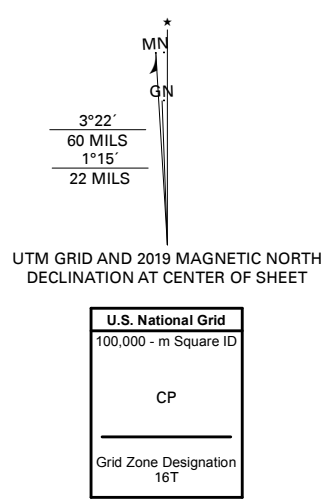 MN
GN
3°22´
60 MILS
1°15´
22 MILS
UTM GRID AND 2019 MAGNETIC NORTH
DECLINATION AT CENTER OF SHEET
U.S. National Grid
100,000 - m Square ID
CP
Grid Zone Designation
16T